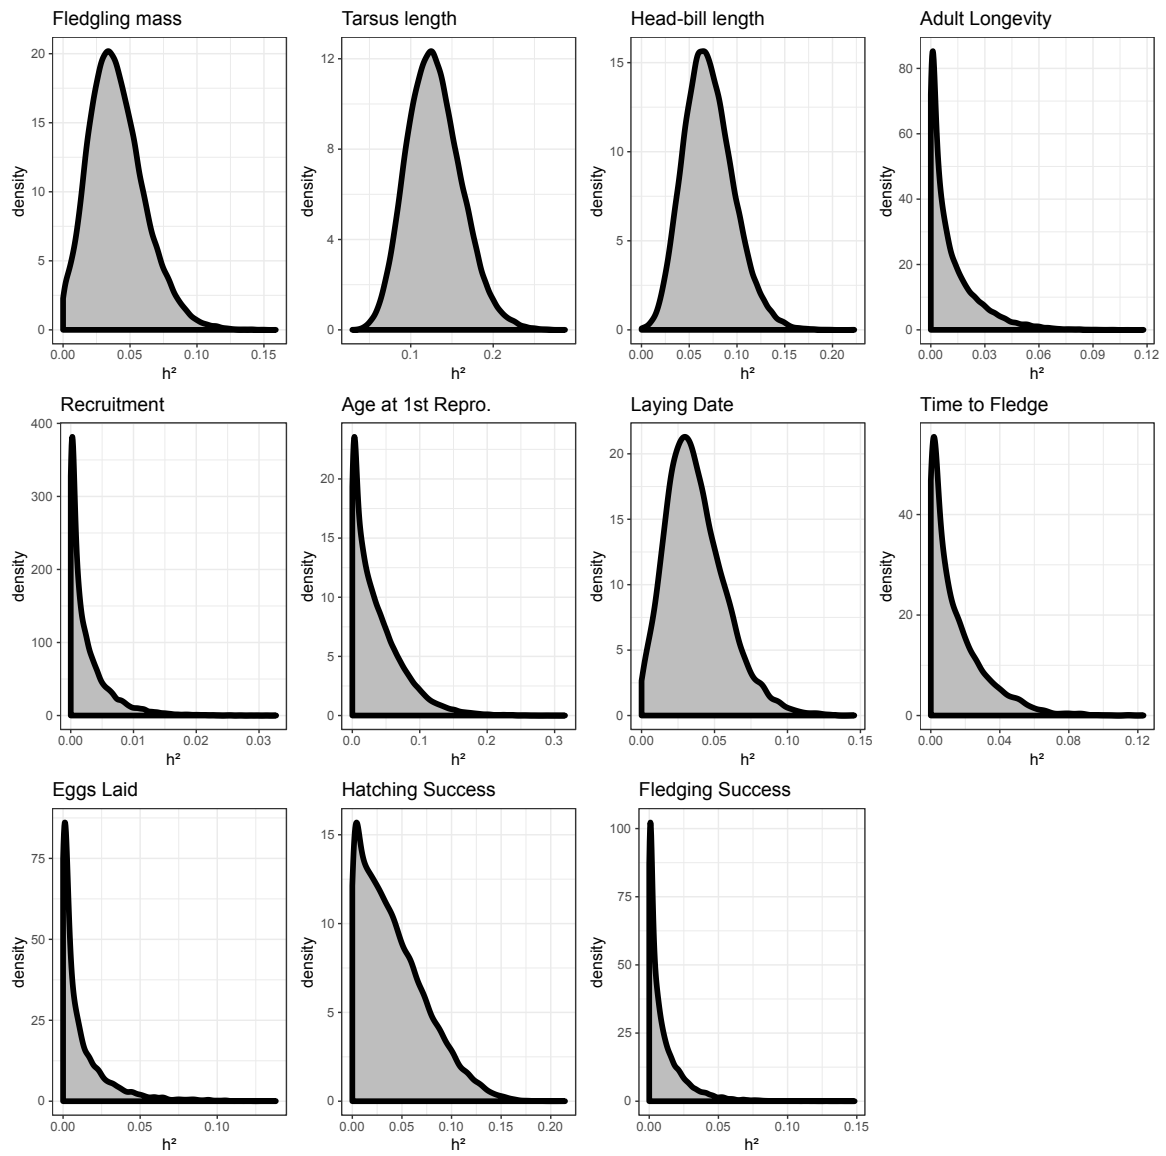 Fledgling mass
Tarsus length
Head-bill length
Adult Longevity
density
20
15
10
5
0
0.00 0.05 0.10 0.15
h²
density
12
8
4
0
0.1 0.2
h²
density
15
10
5
0
0.00 0.05 0.10 0.15 0.20
h²
density
80
60
40
20
0
0.00 0.03 0.06 0.09 0.12
h²
Recruitment
Age at 1st Repro.
Laying Date
Time to Fledge
density
400
300
200
100
0
0.00 0.01 0.02 0.03
h²
density
20
15
10
5
0
0.0 0.1 0.2 0.3
h²
density
20
15
10
5
0
0.00 0.05 0.10 0.15
h²
density
40
20
0
0.00 0.04 0.08 0.12
h²
Eggs Laid
Hatching Success
Fledging Success
density
75
50
25
0
0.00 0.05 0.10
h²
density
15
10
5
0
0.00 0.05 0.10 0.15 0.20
h²
density
100
75
50
25
0
0.00 0.05 0.10 0.15
h²